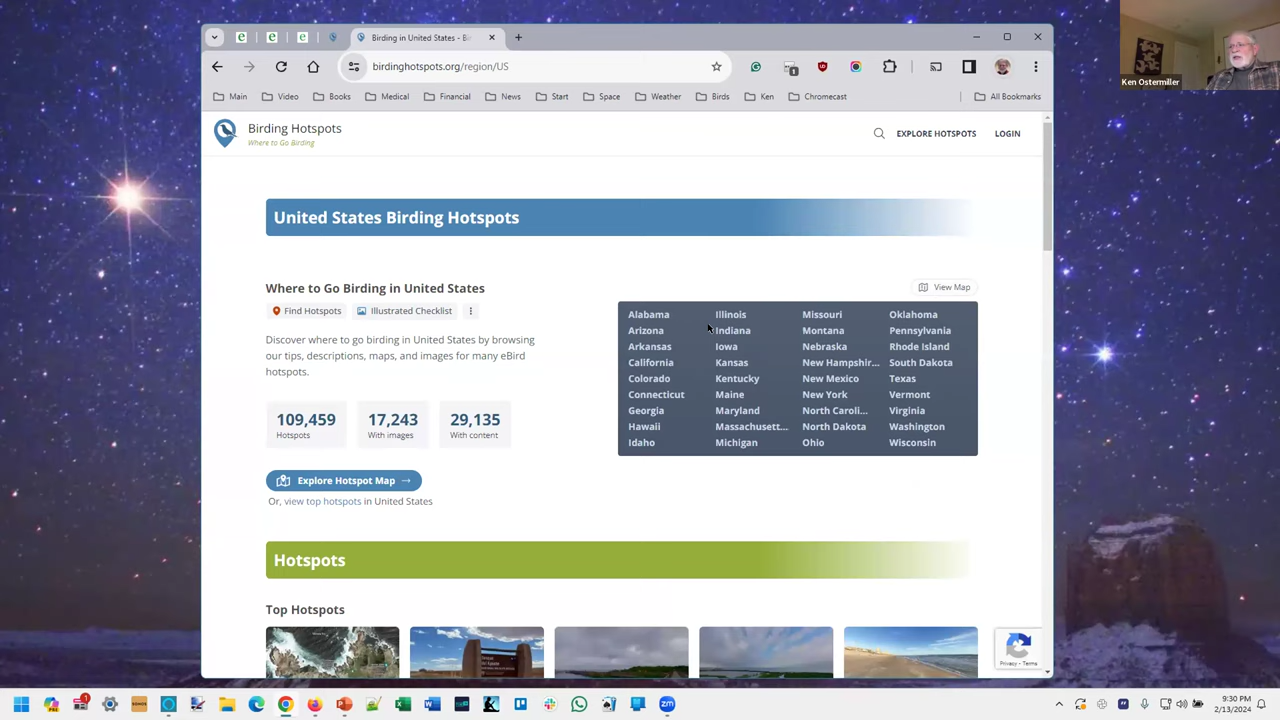 Birding in United States - Bi
birdinghotspots.org/region/US
1
Main
Video
Books
Medical
Financial
News
Start
Space
Weather
Birds
Ken
Chromecast
All Bookmarks
Ken Ostermiller
Birding Hotspots
Where to Go Birding
EXPLORE HOTSPOTS
LOGIN
United States Birding Hotspots
Where to Go Birding in United States
View Map
Find Hotspots
Illustrated Checklist
Discover where to go birding in United States by browsing
our tips, descriptions, maps, and images for many eBird
hotspots.
109,459
Hotspots
17,243
With images
29,135
With content
Explore Hotspot Map →
Or, view top hotspots in United States
Alabama
Arizona
Arkansas
California
Colorado
Connecticut
Georgia
Hawaii
Idaho
Illinois
Indiana
Iowa
Kansas
Kentucky
Maine
Maryland
Massachusett...
Michigan
Missouri
Montana
Nebraska
New Hampshir...
New Mexico
New York
North Caroli...
North Dakota
Ohio
Oklahoma
Pennsylvania
Rhode Island
South Dakota
Texas
Vermont
Virginia
Washington
Wisconsin
Hotspots
Top Hotspots
Privacy - Terms
9:30 PM
2/13/2024